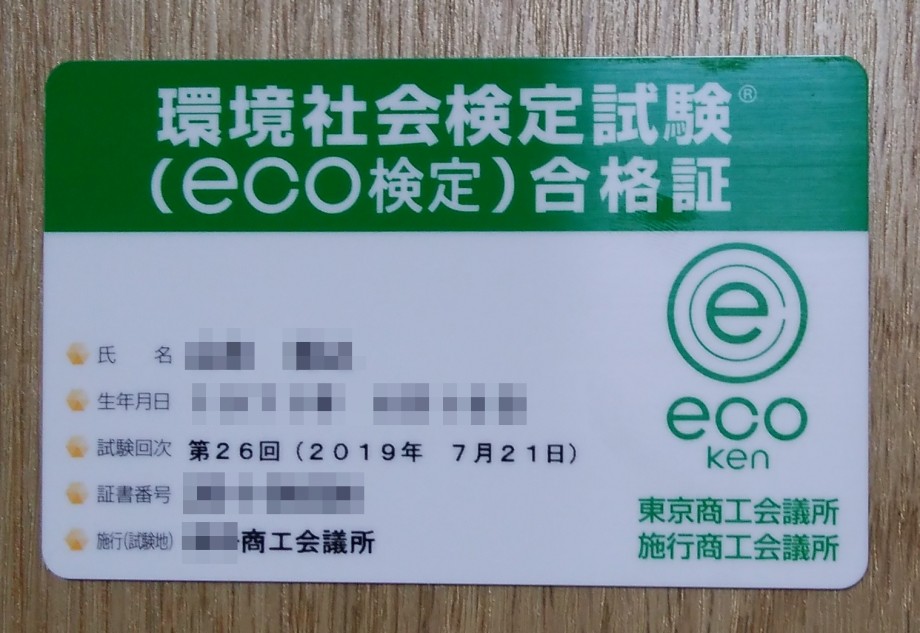 環境社会検定試験®
(eco検定)合格証
e
eco
ken
氏　名
生年月日
試験回次 第26回(2019年 7月21日)
証書番号
施行(試験地) 商工会議所
東京商工会議所
施行商工会議所